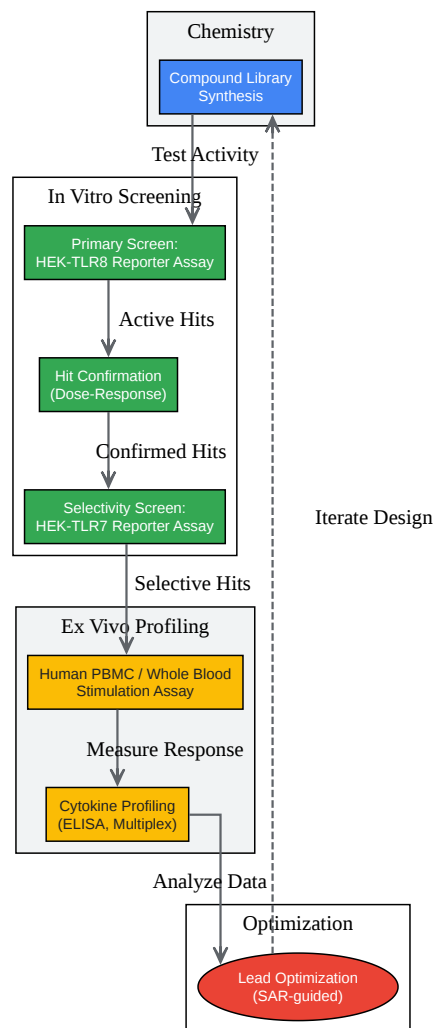 Chemistry
Compound Library
Synthesis
Test Activity
In Vitro Screening
Primary Screen:
HEK-TLR8 Reporter Assay
Active Hits
Hit Confirmation
(Dose-Response)
Confirmed Hits
Selectivity Screen:
HEK-TLR7 Reporter Assay
Iterate Design
Selective Hits
Ex Vivo Profiling
Human PBMC / Whole Blood
Stimulation Assay
Measure Response
Cytokine Profiling
(ELISA, Multiplex)
Analyze Data
Optimization
Lead Optimization
(SAR-guided)